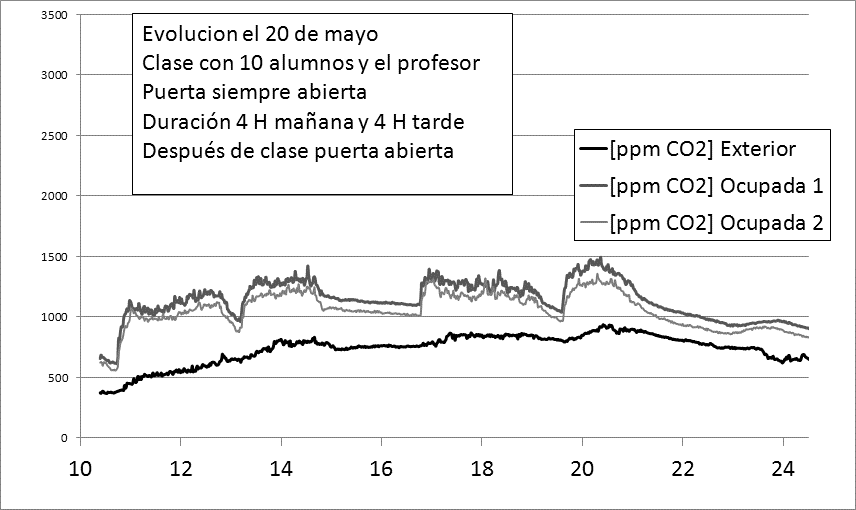 3500
Evolucion el 20 de mayo
Clase con 10 alumnos y el profesor
3000
Puerta siempre abierta
Duración 4 H mañana y 4 H tarde
2500
Después de clase puerta abierta
[ppm CO2] Exterior
2000
[ppm CO2] Ocupada 1
[ppm CO2] Ocupada 2
1500
1000
500
0
10 12 14 16 18 20 22 24